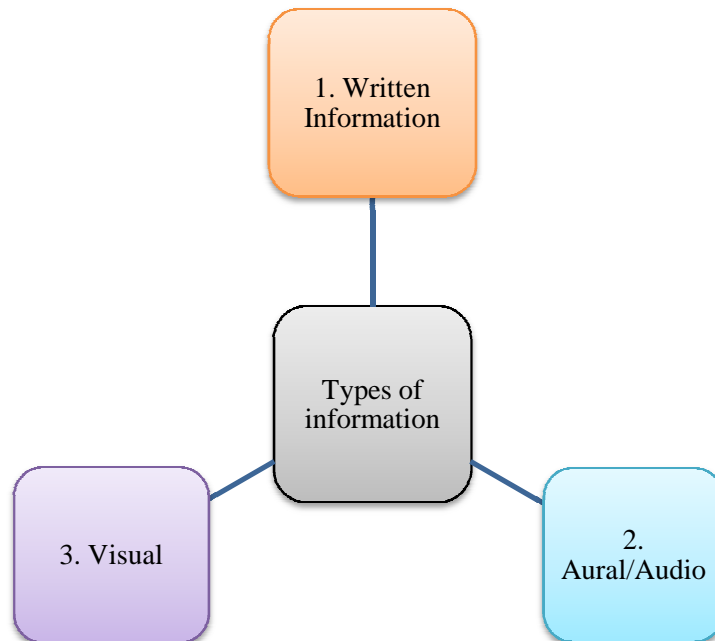 1. Written
Information
Types of
information
3. Visual
2.
Aural/Audio